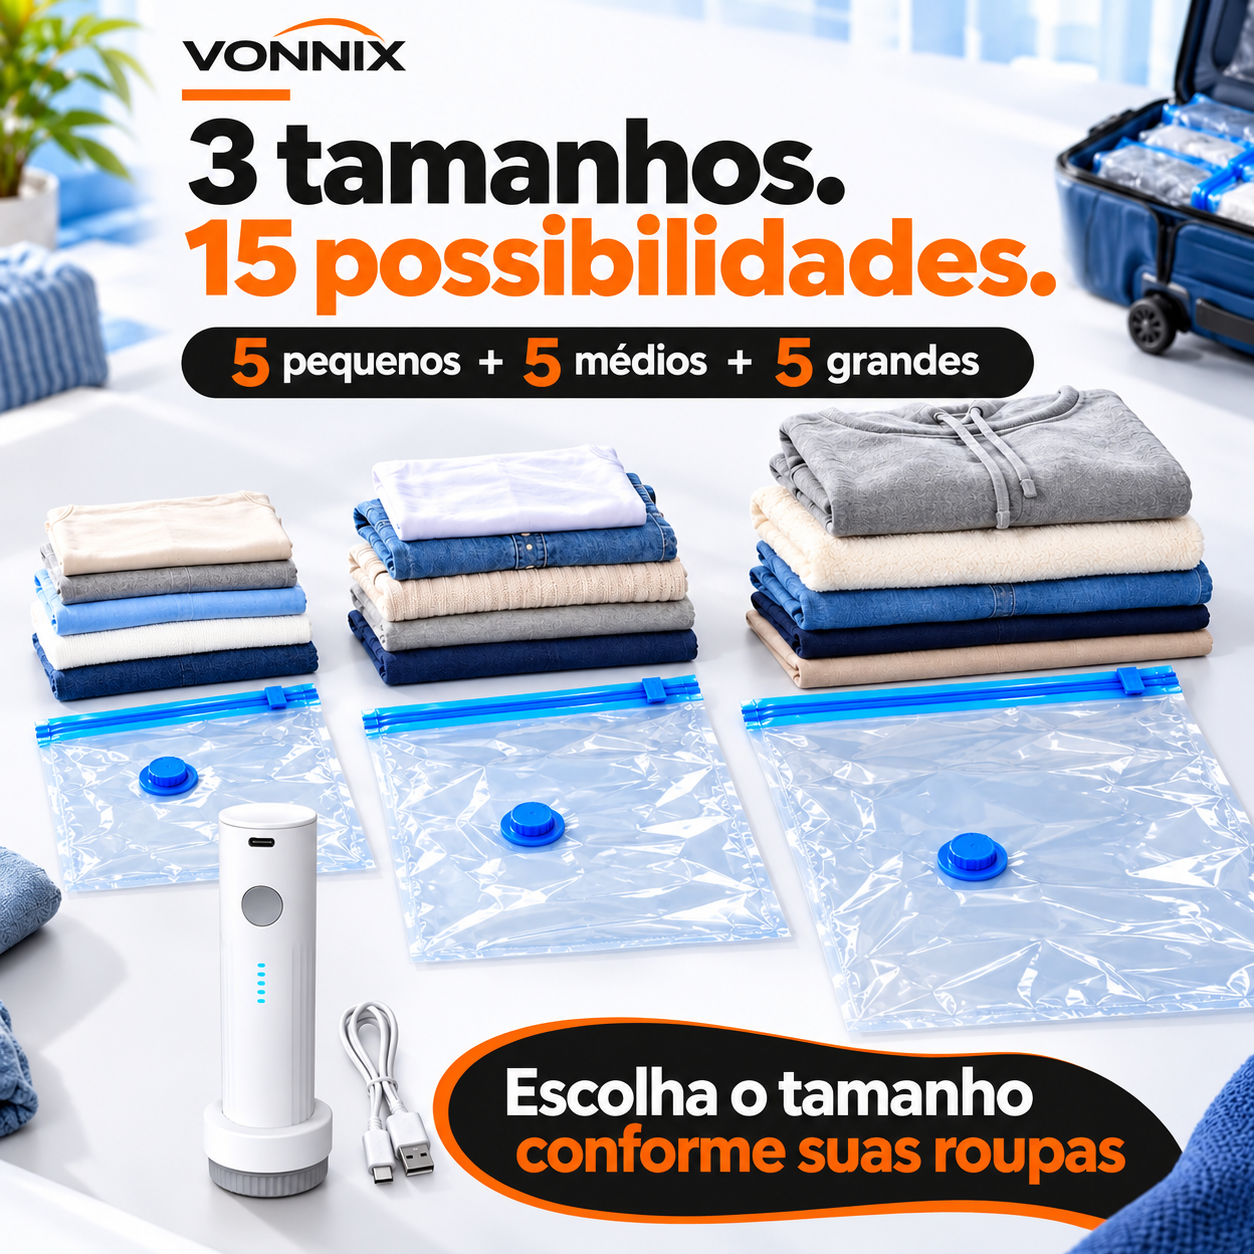 VONNIX
3 tamanhos.
15 possibilidades.
5 pequenos + 5 médios + 5 grandes
Escolha o tamanho
conforme suas roupas